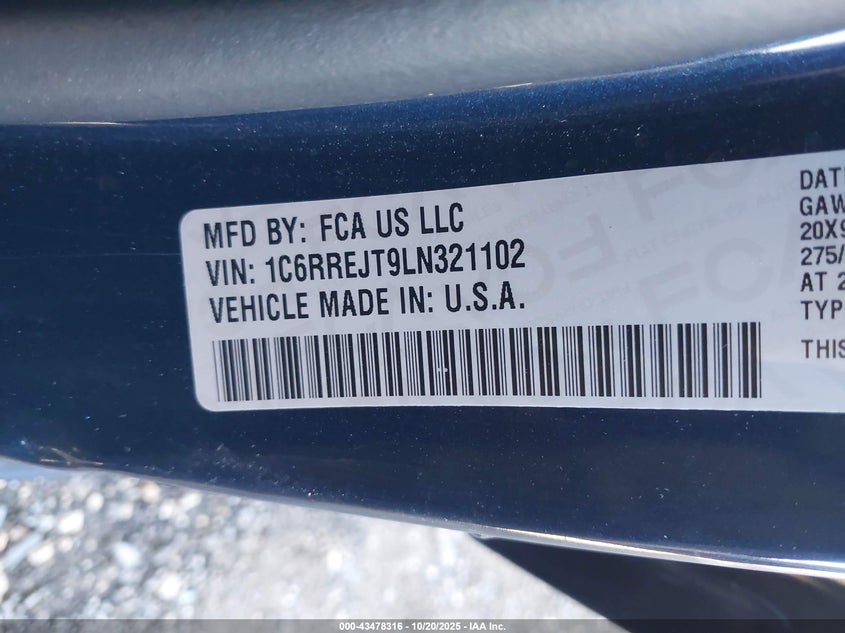 MFD BY: FCA US LLC
VIN: 1C6RREJT9LN321102
VEHICLE MADE IN: U.S.A.
DAT
GAW
20X9
275/
AT 2
TYP
THIS
000-43478316 - 10/20/2025 - IAA Inc.